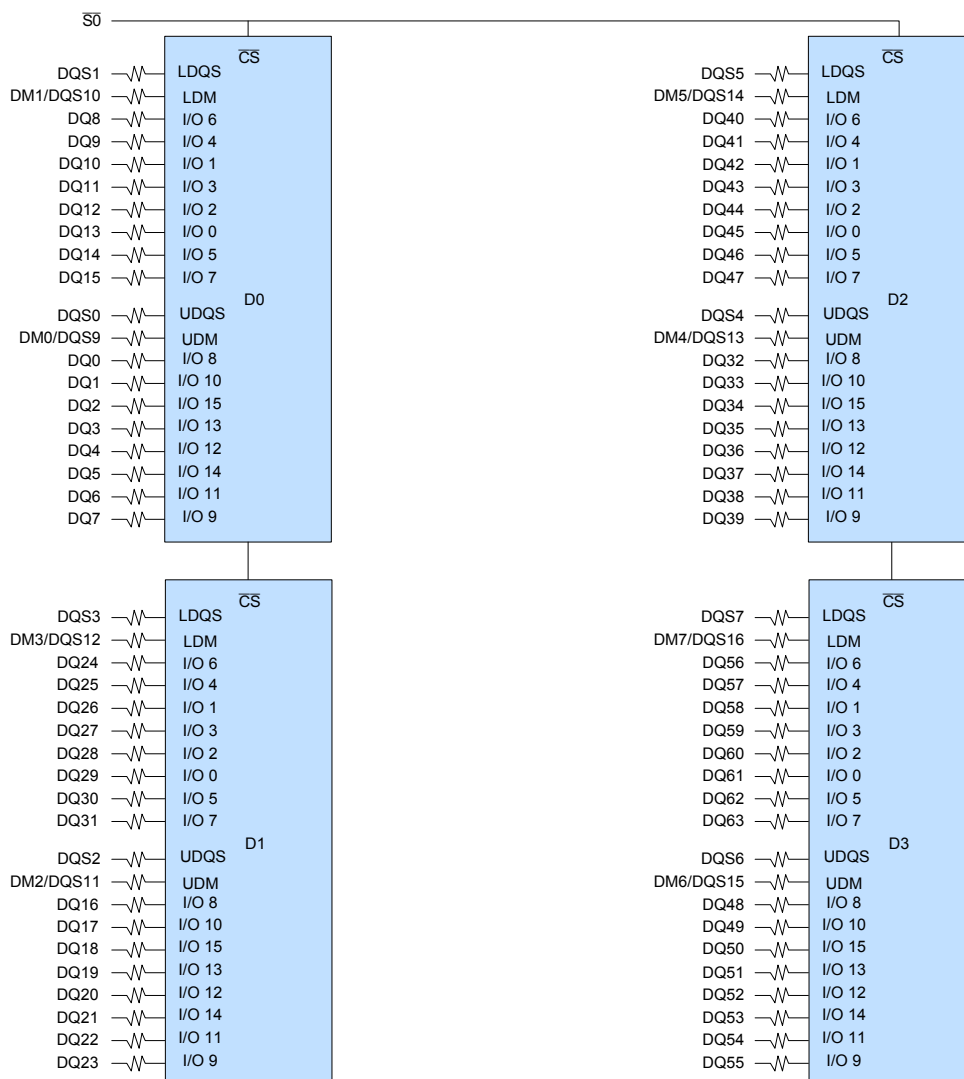 S0
CS
DQS1 LDQS
DM1/DQS10 LDM
DQ8 I/O 6
DQ9 I/O 4
DQ10 I/O 1
DQ11 I/O 3
DQ12 I/O 2
DQ13 I/O 0
DQ14 I/O 5
DQ15 I/O 7
D0
DQS0 UDQS
DM0/DQS9 UDM
DQ0 I/O 8
DQ1 I/O 10
DQ2 I/O 15
DQ3 I/O 13
DQ4 I/O 12
DQ5 I/O 14
DQ6 I/O 11
DQ7 I/O 9
CS
DQS3 LDQS
DM3/DQS12 LDM
DQ24 I/O 6
DQ25 I/O 4
DQ26 I/O 1
DQ27 I/O 3
DQ28 I/O 2
DQ29 I/O 0
DQ30 I/O 5
DQ31 I/O 7
D1
DQS2 UDQS
DM2/DQS11 UDM
DQ16 I/O 8
DQ17 I/O 10
DQ18 I/O 15
DQ19 I/O 13
DQ20 I/O 12
DQ21 I/O 14
DQ22 I/O 11
DQ23 I/O 9
CS
DQS5 LDQS
DM5/DQS14 LDM
DQ40 I/O 6
DQ41 I/O 4
DQ42 I/O 1
DQ43 I/O 3
DQ44 I/O 2
DQ45 I/O 0
DQ46 I/O 5
DQ47 I/O 7
D2
DQS4 UDQS
DM4/DQS13 UDM
DQ32 I/O 8
DQ33 I/O 10
DQ34 I/O 15
DQ35 I/O 13
DQ36 I/O 12
DQ37 I/O 14
DQ38 I/O 11
DQ39 I/O 9
CS
DQS7 LDQS
DM7/DQS16 LDM
DQ56 I/O 6
DQ57 I/O 4
DQ58 I/O 1
DQ59 I/O 3
DQ60 I/O 2
DQ61 I/O 0
DQ62 I/O 5
DQ63 I/O 7
D3
DQS6 UDQS
DM6/DQS15 UDM
DQ48 I/O 8
DQ49 I/O 10
DQ50 I/O 15
DQ51 I/O 13
DQ52 I/O 12
DQ53 I/O 14
DQ54 I/O 11
DQ55 I/O 9